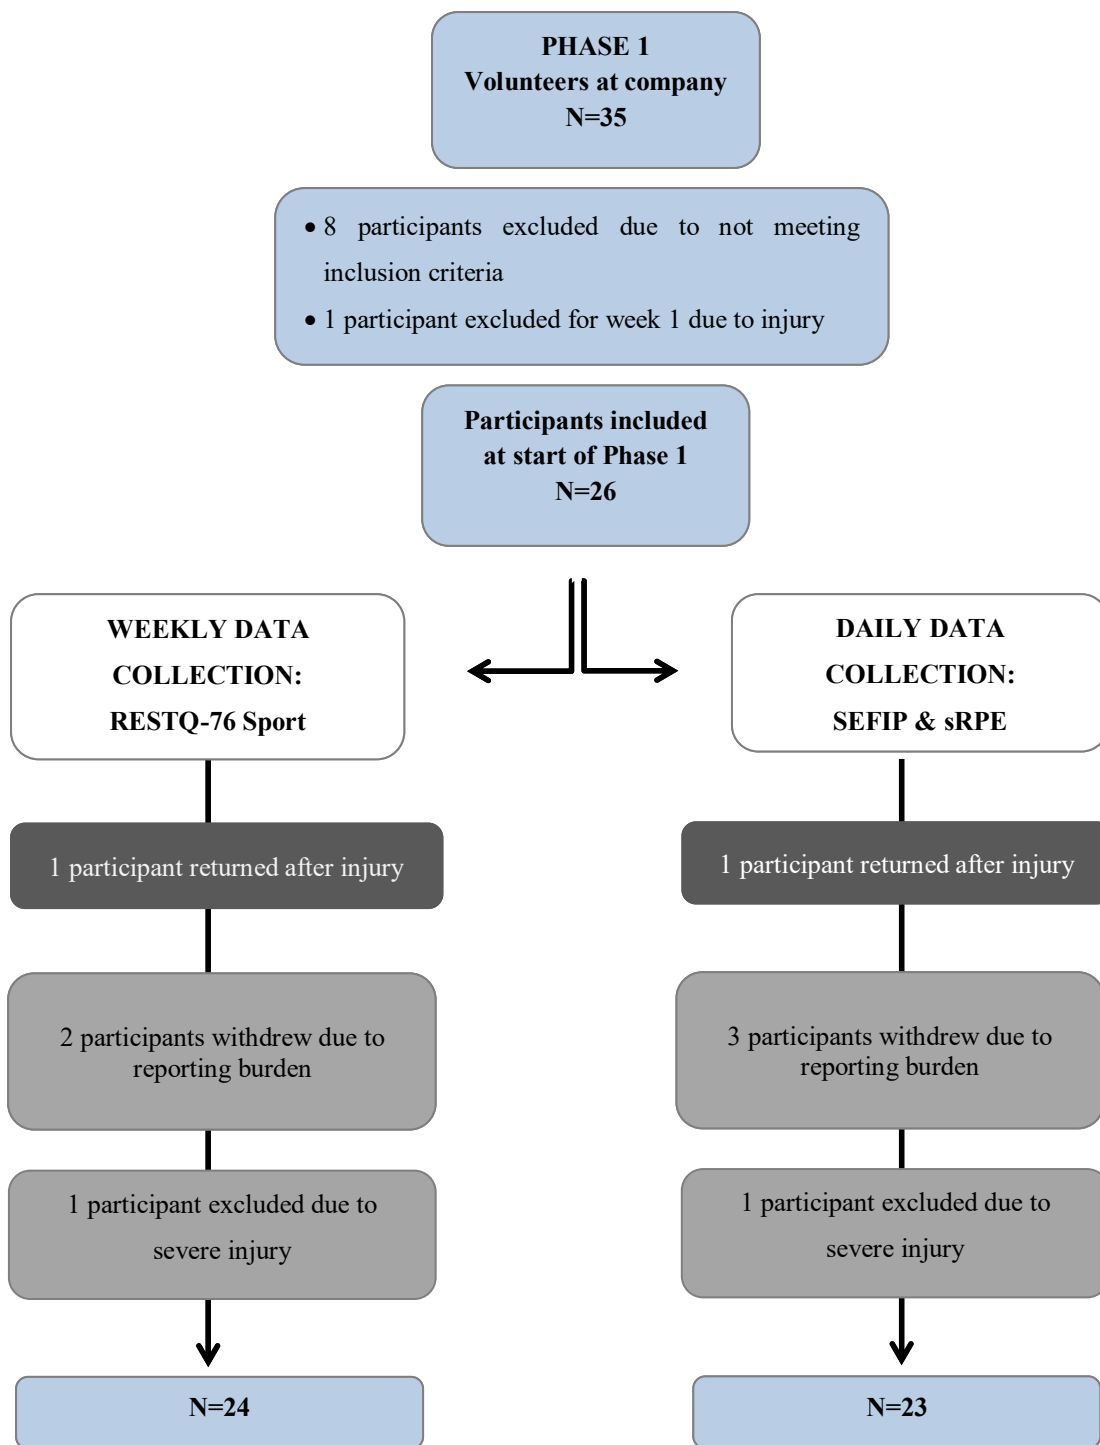 PHASE 1
Volunteers at company
N=35
• 8 participants excluded due to not meeting
inclusion criteria
• 1 participant excluded for week 1 due to injury
Participants included
at start of Phase 1
N=26
WEEKLY DATA
COLLECTION:
RESTQ-76 Sport
DAILY DATA
COLLECTION:
SEFIP & sRPE
1 participant returned after injury
1 participant returned after injury
2 participants withdrew due to
reporting burden
3 participants withdrew due to
reporting burden
1 participant excluded due to
severe injury
1 participant excluded due to
severe injury
N=24
N=23